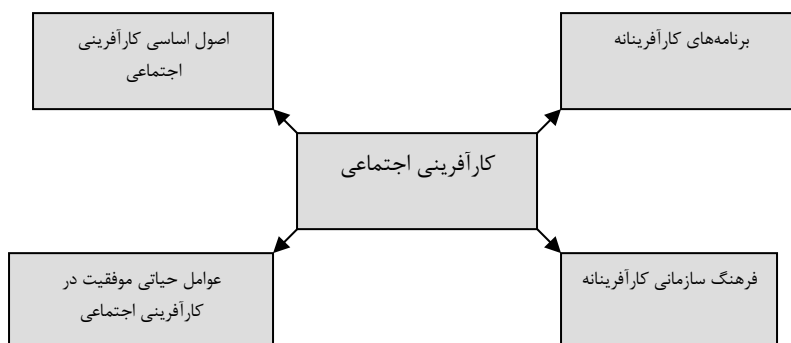 اصول اساسی کارآفرینی
اجتماعی
برنامه‌های کارآفرینانه
کارآفرینی اجتماعی
عوامل حیاتی موفقیت در
کارآفرینی اجتماعی
فرهنگ سازمانی کارآفرینانه